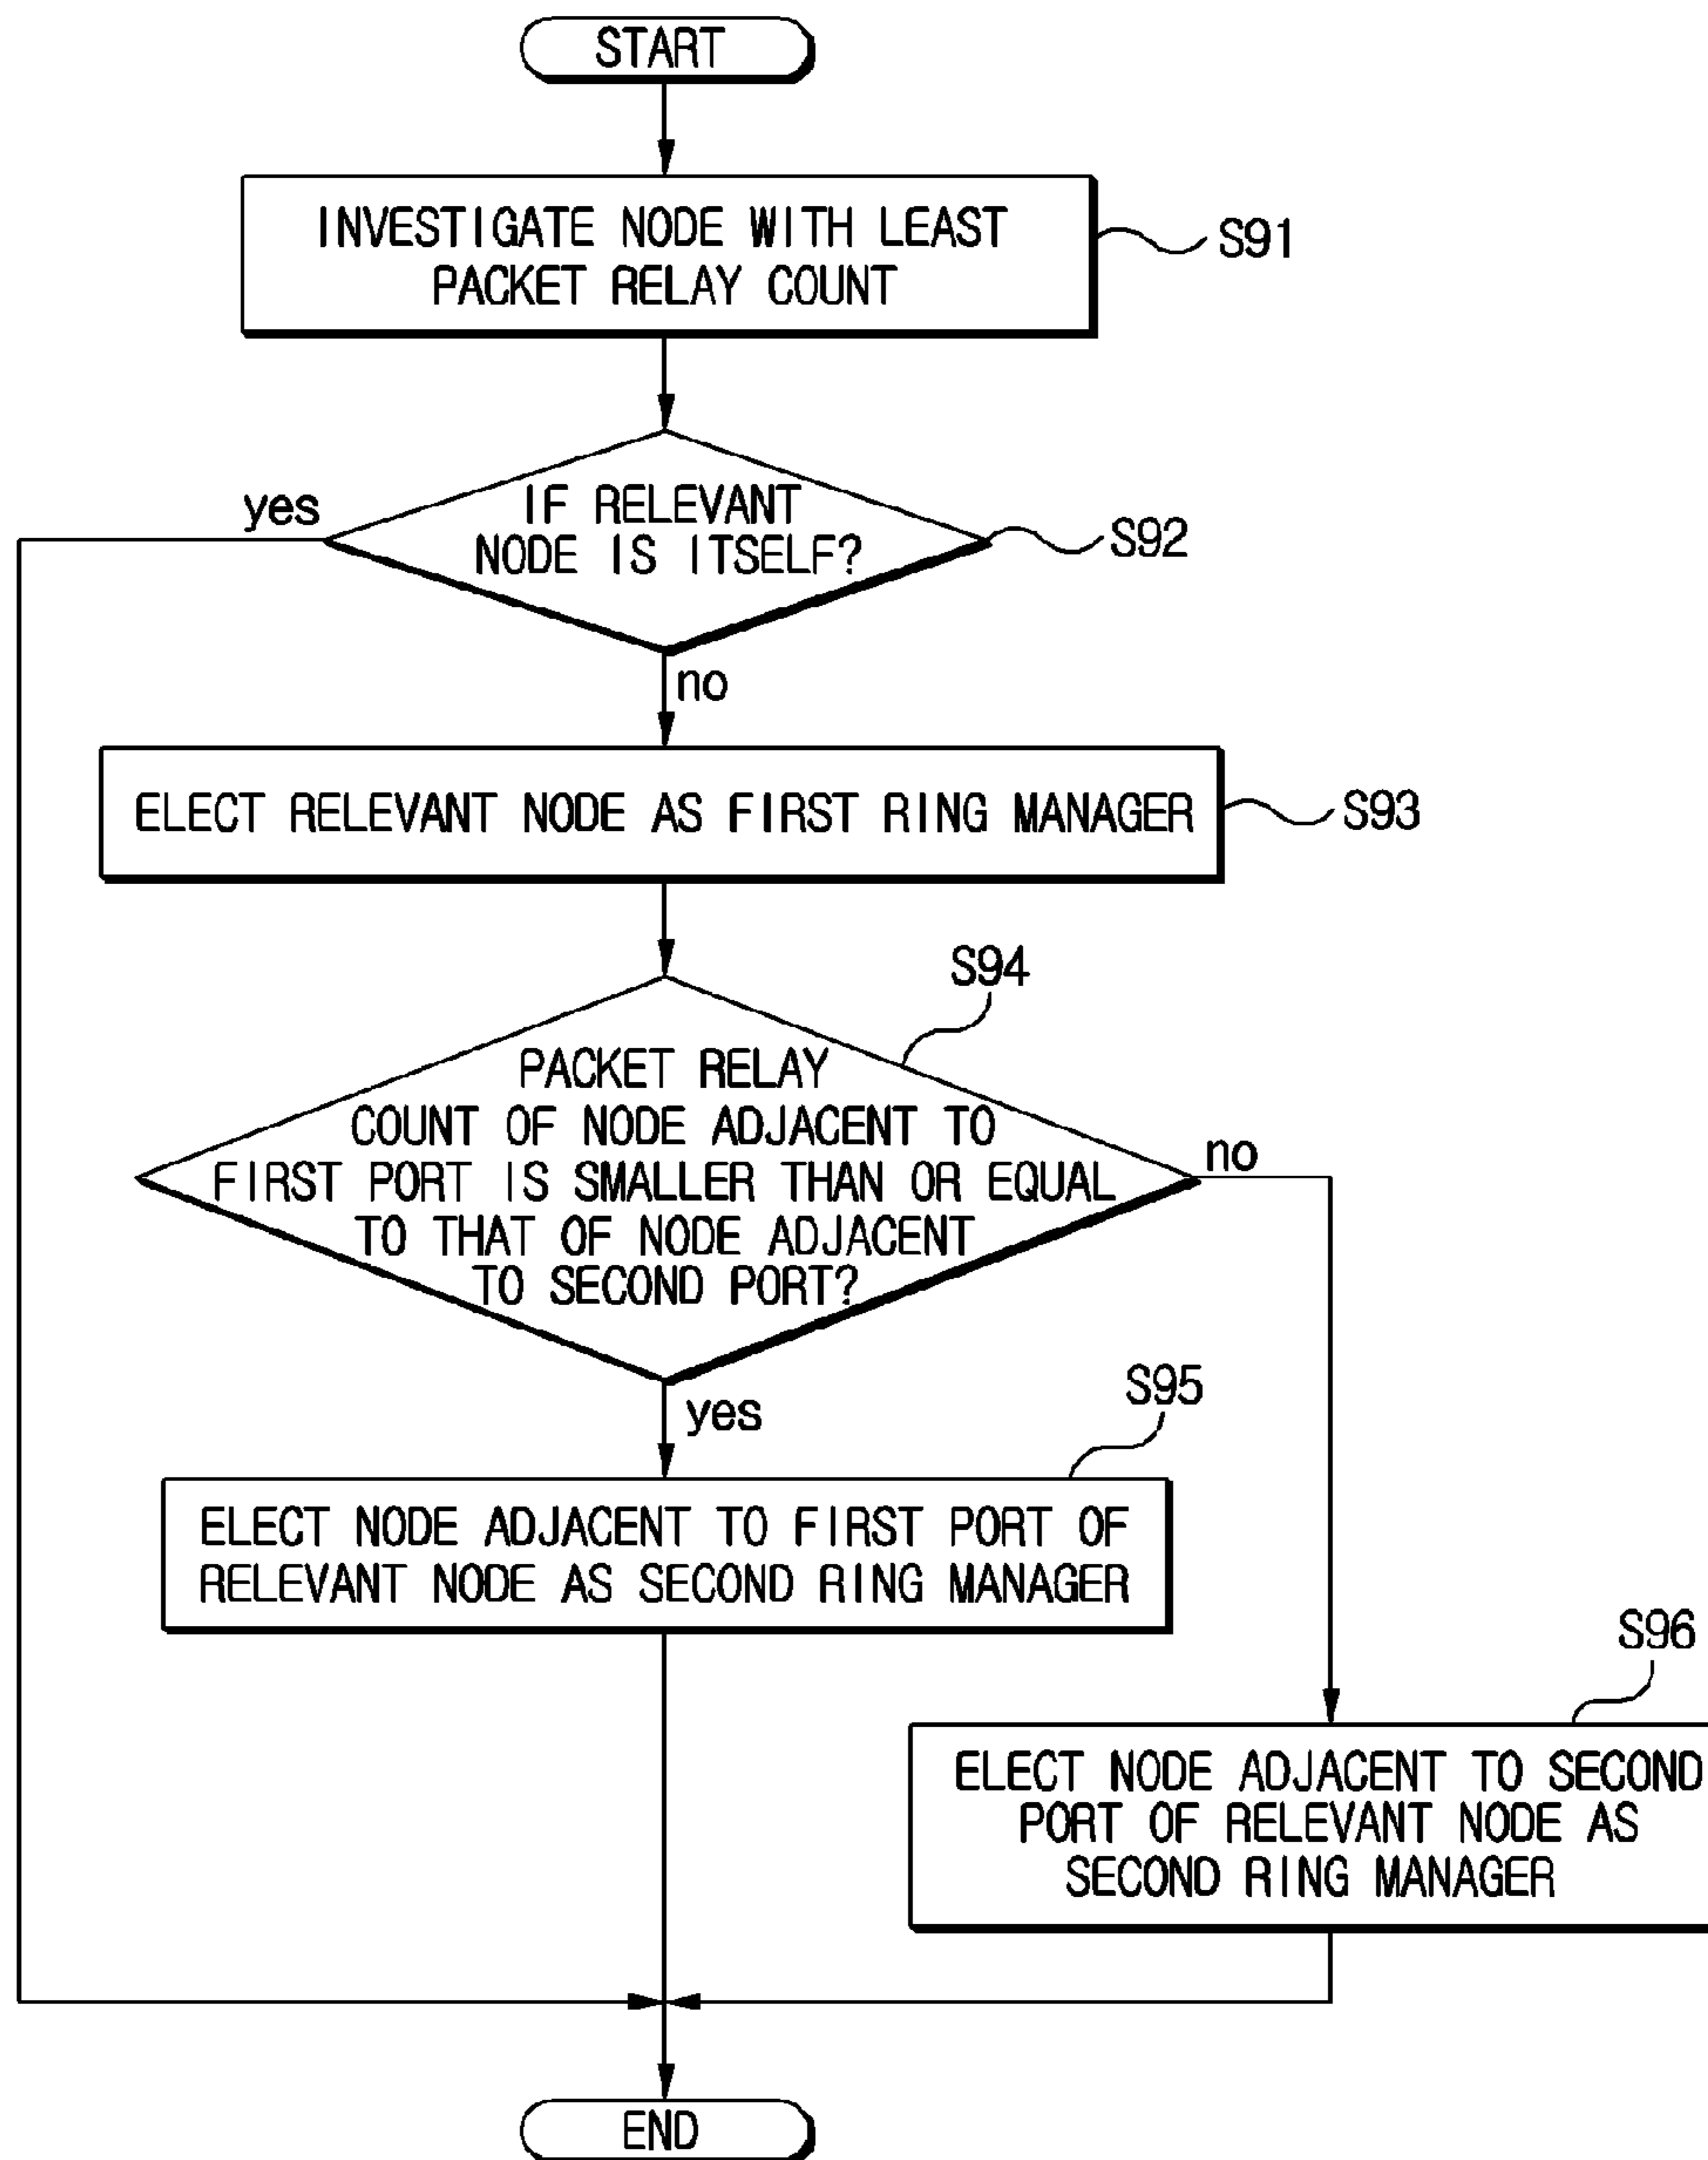 START
INVESTIGATE NODE WITH LEAST
PACKET RELAY COUNT
S91
IF RELEVANT
NODE IS ITSELF?
yes
S92
no
ELECT RELEVANT NODE AS FIRST RING MANAGER
S93
S94
PACKET RELAY
COUNT OF NODE ADJACENT TO
FIRST PORT IS SMALLER THAN OR EQUAL
TO THAT OF NODE ADJACENT
TO SECOND PORT?
no
yes
S95
ELECT NODE ADJACENT TO FIRST PORT OF
RELEVANT NODE AS SECOND RING MANAGER
S96
ELECT NODE ADJACENT TO SECOND
PORT OF RELEVANT NODE AS
SECOND RING MANAGER
END